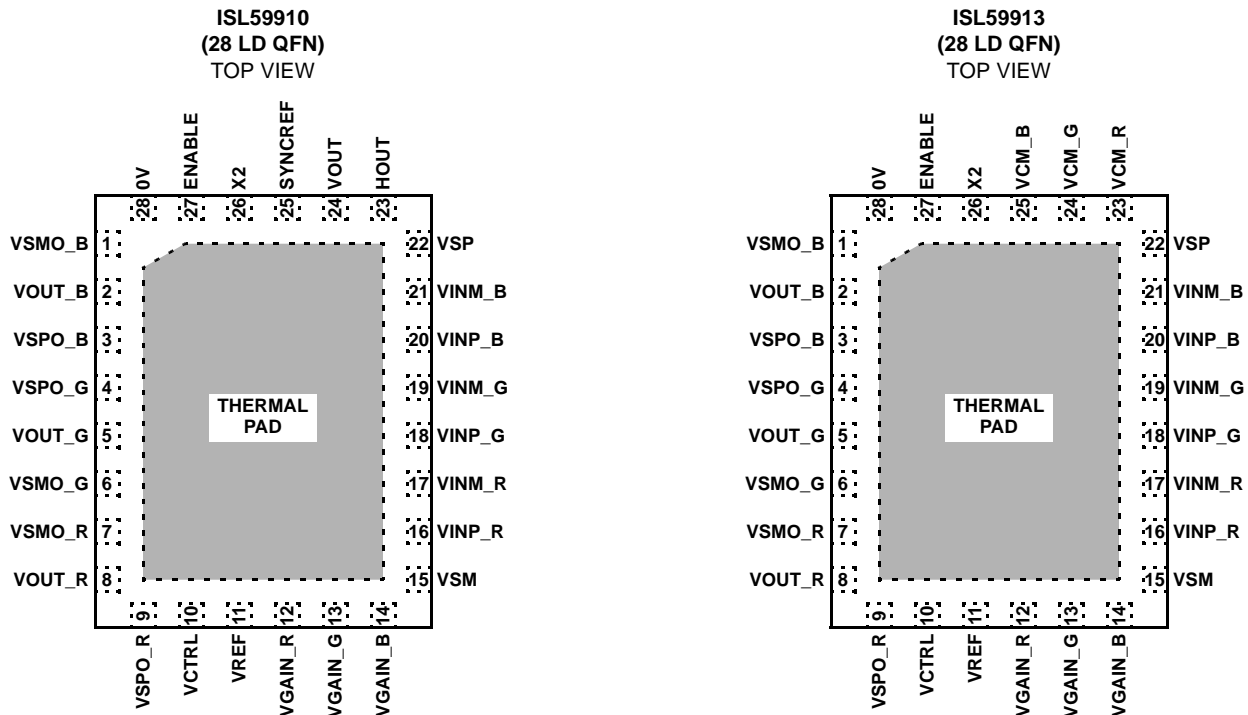 ISL59910
(28 LD QFN)
TOP VIEW
28 0V
27 ENABLE
26 X2
25 SYNCREF
24 VOUT
23 HOUT
VSMO_B 1
VOUT_B 2
VSPO_B 3
VSPO_G 4
VOUT_G 5
VSMO_G 6
VSMO_R 7
VOUT_R 8
22 VSP
21 VINM_B
20 VINP_B
19 VINM_G
18 VINP_G
17 VINM_R
16 VINP_R
15 VSM
THERMAL
PAD
VSPO_R 9
VCTRL 10
VREF 11
VGAIN_R 12
VGAIN_G 13
VGAIN_B 14
ISL59913
(28 LD QFN)
TOP VIEW
28 0V
27 ENABLE
26 X2
25 VCM_B
24 VCM_G
23 VCM_R
VSMO_B 1
VOUT_B 2
VSPO_B 3
VSPO_G 4
VOUT_G 5
VSMO_G 6
VSMO_R 7
VOUT_R 8
22 VSP
21 VINM_B
20 VINP_B
19 VINM_G
18 VINP_G
17 VINM_R
16 VINP_R
15 VSM
THERMAL
PAD
VSPO_R 9
VCTRL 10
VREF 11
VGAIN_R 12
VGAIN_G 13
VGAIN_B 14